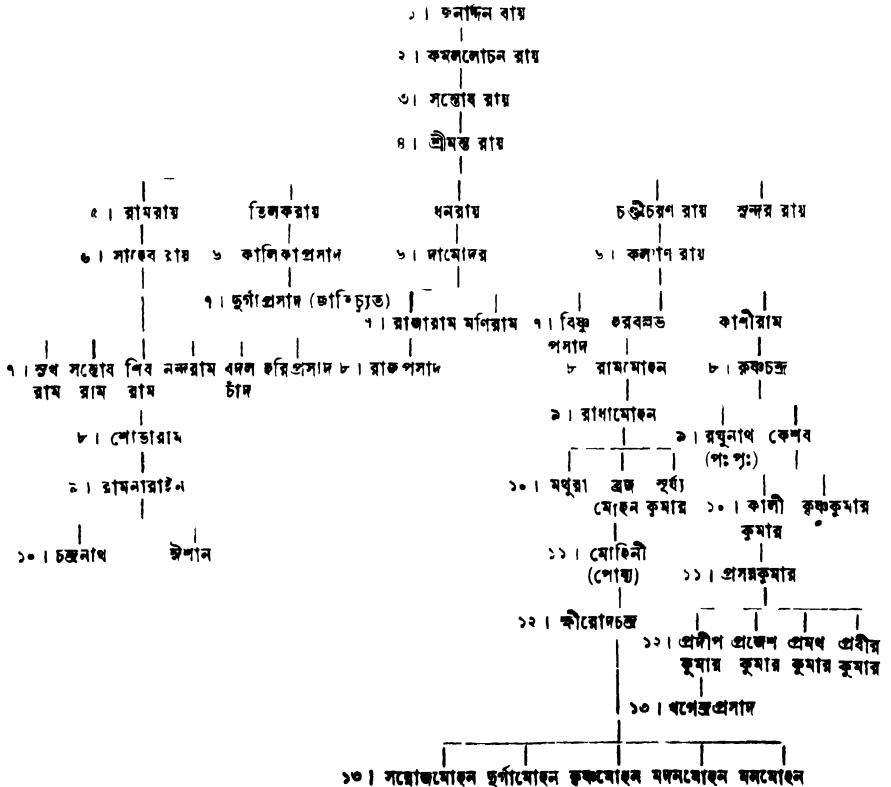 ১। জনার্দ্দন রায়
২। কমললোচন রায়
৩। সন্তোষ রায়
৪। শ্রীমন্ত রায়
৫। রামরায় তিলকরায় ধনরায় চণ্ডীচরণ রায় সুন্দর রায়
৬। সাহেব রায় ৬ কালিকাপ্রসাদ ৬। দামোদর ৬। কল্যাণ রায়
৭। দুর্গাপ্রসাদ (জাতিচ্যুত)
৭। রাজারাম মণিরাম ৭। বিষ্ণু হরবল্লভ কাশীরাম
প্রসাদ
৭। সুখ সন্তোষ শিব নন্দরাম বদল হরিপ্রসাদ ৮। রাজপ্রসাদ ৮ রামমোহন ৮। কৃষ্ণচন্দ্র
রাম রাম রাম চাঁদ
৯। রাধামোহন
৮। শোভারাম ৯। রঘুনাথ কেশব
(পঃ পৃঃ)
৯। রামনারাইন ১০। মথুরা ব্রজ সূর্য্য
মোহন কুমার ১০। কালী কৃষ্ণকুমার
কুমার
১০। চন্দ্রনাথ ঈশান ১১। মোহিনী
(পোষ্য) ১১। প্রসন্নকুমার
১২। ক্ষীরোদচন্দ্র
১২। প্রদীপ প্রজেশ প্রমথ প্রবীর
কুমার কুমার কুমার কুমার
১৩। খগেন্দ্রপ্রসাদ
১৩। সরোজমোহন দুর্গামোহন কৃষ্ণমোহন মদনমোহন মনমোহন